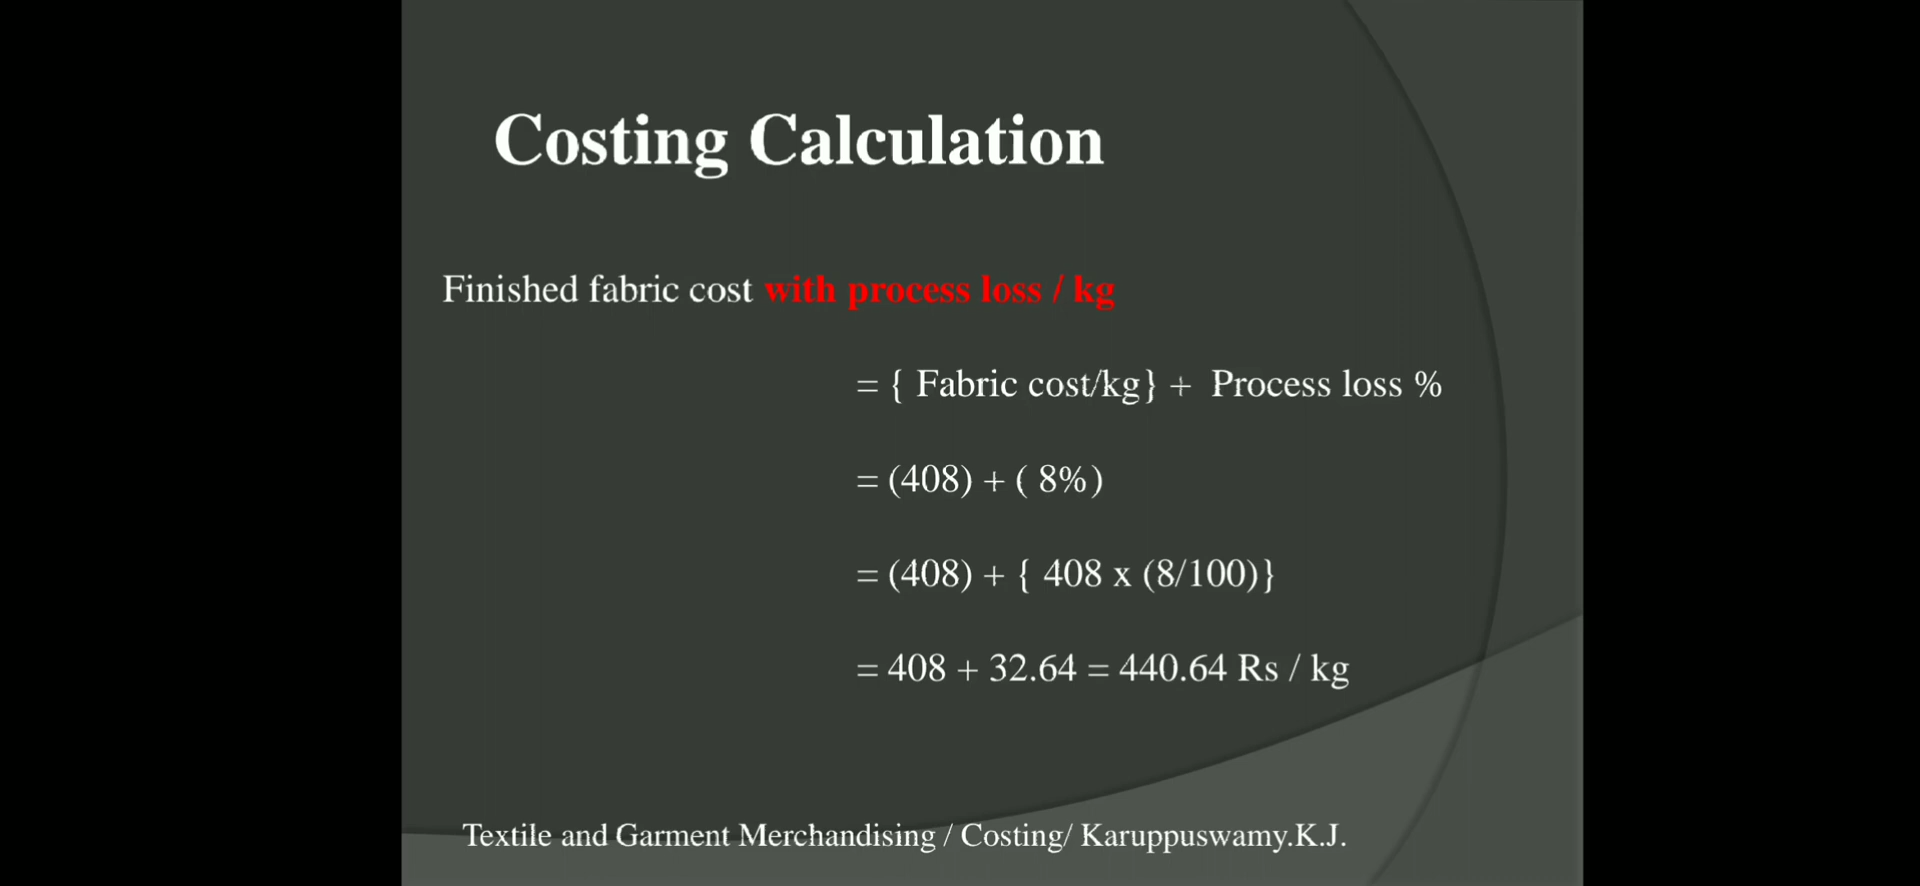 Costing Calculation
Finished fabric cost with process loss / kg
= { Fabric cost/kg} + Process loss %
= (408) + ( 8%)
= (408) + { 408 x (8/100)}
= 408 + 32.64 = 440.64 Rs / kg
Textile and Garment Merchandising / Costing/ Karuppuswamy.K.J.